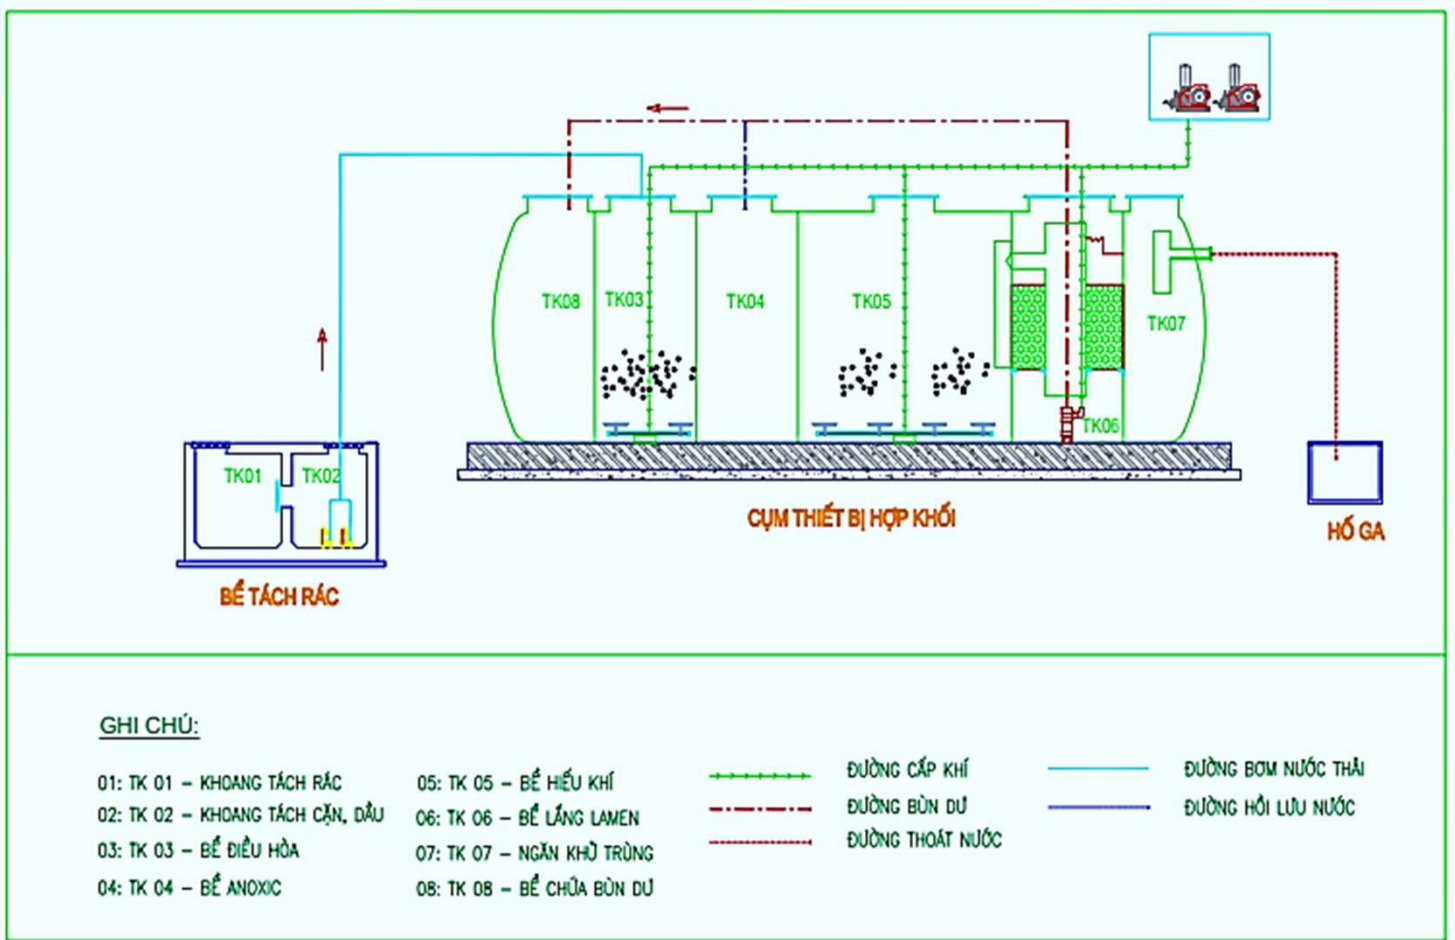 TK08
TK03
TK04
TK05
TK07
TK06
TK01
TK02
CỤM THIẾT BỊ HỢP KHỐI
HỐ GA
BỂ TÁCH RÁC
GHI CHÚ:
01: TK 01 – KHOANG TÁCH RÁC
02: TK 02 – KHOANG TÁCH CẶN, DẦU
03: TK 03 – BỂ ĐIỀU HÒA
04: TK 04 – BỂ ANOXIC
05: TK 05 – BỂ HIẾU KHÍ
06: TK 06 – BỂ LẮNG LAMEN
07: TK 07 – NGĂN KHỬ TRÙNG
08: TK 08 – BỂ CHỨA BÙN DƯ
ĐƯỜNG CẤP KHÍ
ĐƯỜNG BÙN DƯ
ĐƯỜNG THOÁT NƯỚC
ĐƯỜNG BƠM NƯỚC THẢI
ĐƯỜNG HỒI LƯU NƯỚC